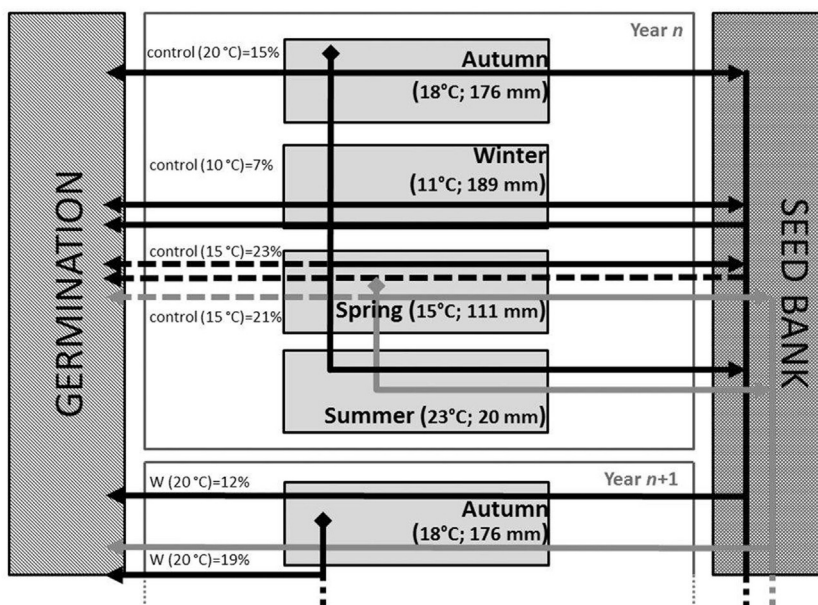 Year n
control (20 °C)=15%
Autumn
(18°C; 176 mm)
control (10 °C)=7%
Winter
(11°C; 189 mm)
GERMINATION
SEED BANK
control (15 °C)=23%
Spring (15°C; 111 mm)
control (15 °C)=21%
Summer (23°C; 20 mm)
W (20 °C)=12%
Year n+1
Autumn
(18°C; 176 mm)
W (20 °C)=19%